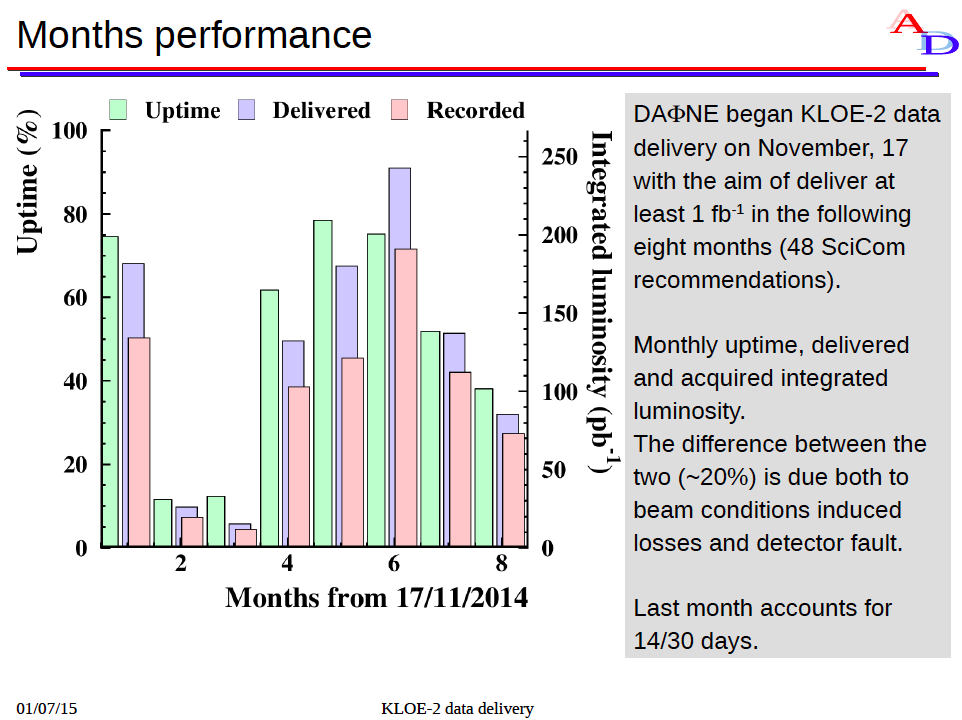 Months performance
A
D
Uptime Delivered Recorded
Uptime (%)
100
80
60
40
20
0
250
200
150
100
50
0
Integrated luminosity (pb-1)
2 4 6 8
Months from 17/11/2014
DAΦNE began KLOE-2 data
delivery on November, 17
with the aim of deliver at
least 1 fb-1 in the following
eight months (48 SciCom
recommendations).
Monthly uptime, delivered
and acquired integrated
luminosity.
The difference between the
two (~20%) is due both to
beam conditions induced
losses and detector fault.
Last month accounts for
14/30 days.
01/07/15
KLOE-2 data delivery